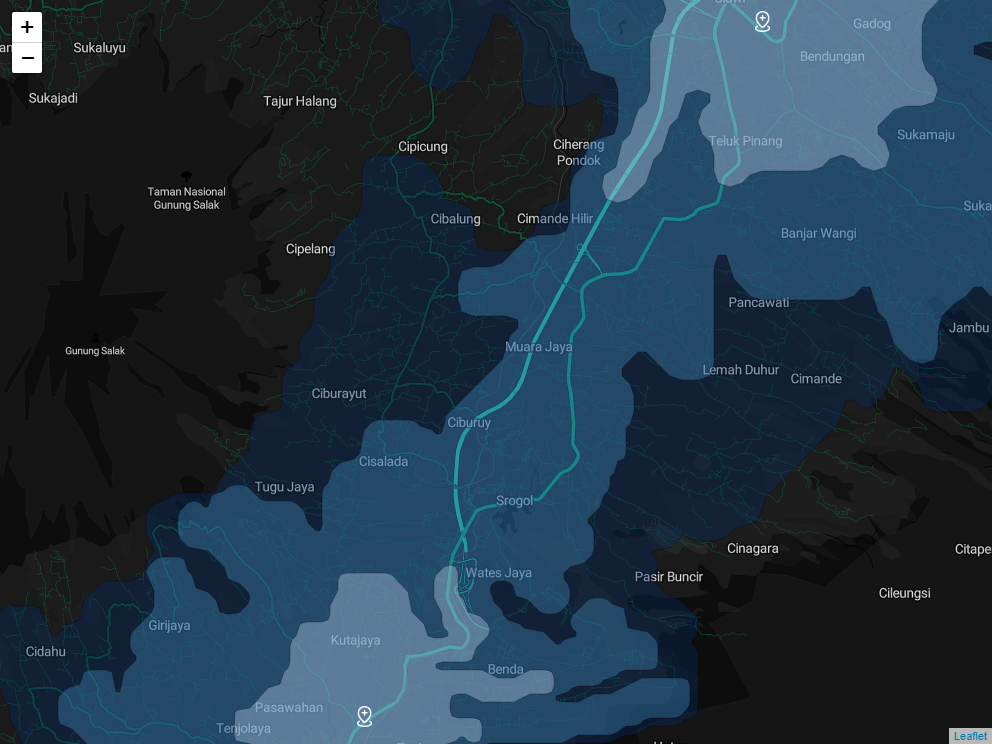 Ciawi
Gadog
+
Sukaluyu
Bendungan
−
Sukajadi
Tajur Halang
Sukamaju
Cipicung
Ciherang
Pondok
Teluk Pinang
Taman Nasional
Gunung Salak
Suka
Cibalung
Cimande Hilir
Banjar Wangi
Cipelang
Pancawati
Jambu
Muara Jaya
Gunung Salak
Lemah Duhur
Cimande
Ciburayut
Ciburuy
Cisalada
Tugu Jaya
Srogol
Cinagara
Citape
Wates Jaya
Pasir Buncir
Cileungsi
Girijaya
Kutajaya
Cidahu
Benda
Pasawahan
Tenjolaya
Leaflet